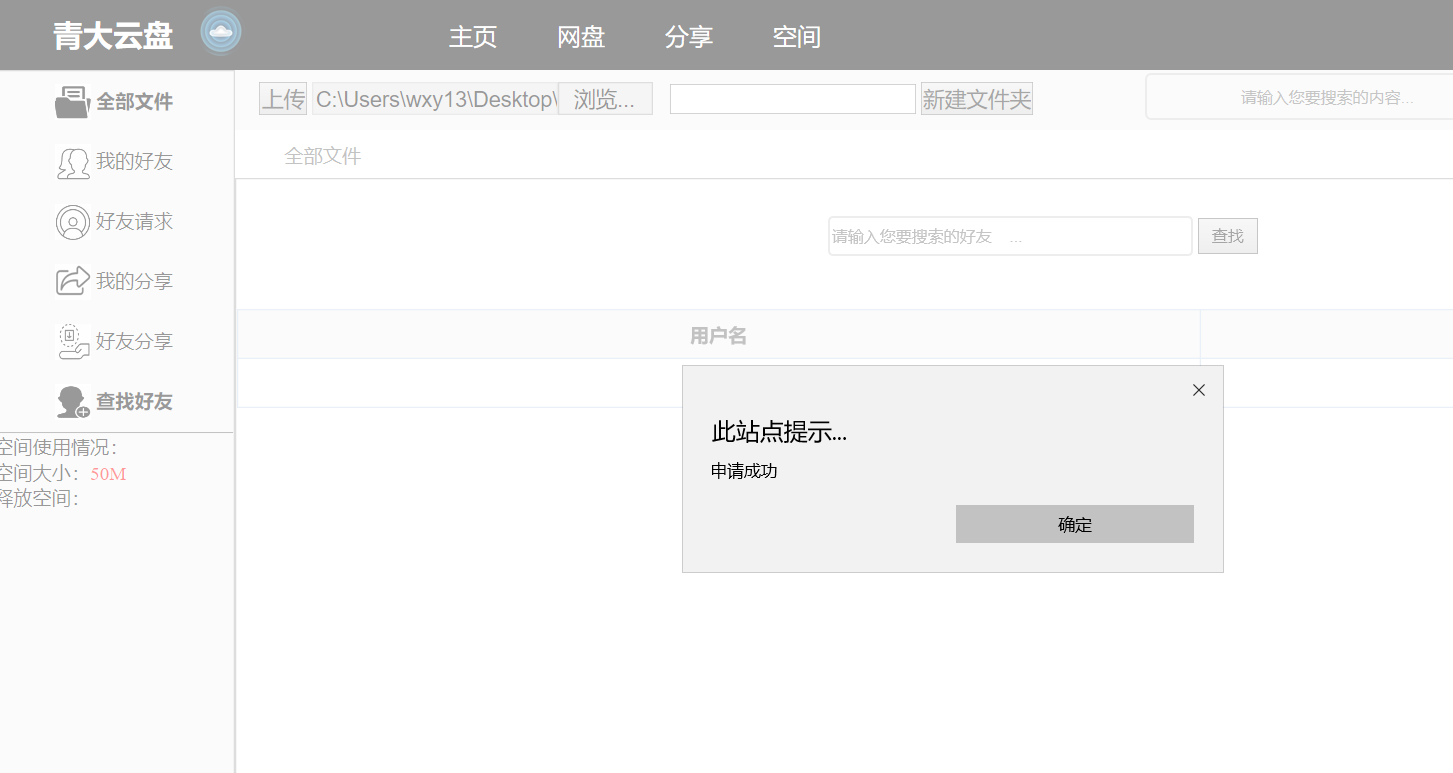 青大云盘
主页 网盘 分享 空间
全部文件
我的好友
好友请求
我的分享
好友分享
查找好友
空间使用情况：
空间大小：50M
释放空间：
上传 C:\Users\wxy13\Desktop\ 浏览... 新建文件夹 请输入您要搜索的内容...
全部文件
请输入您要搜索的好友 ... 查找
用户名
此站点提示...
申请成功
确定